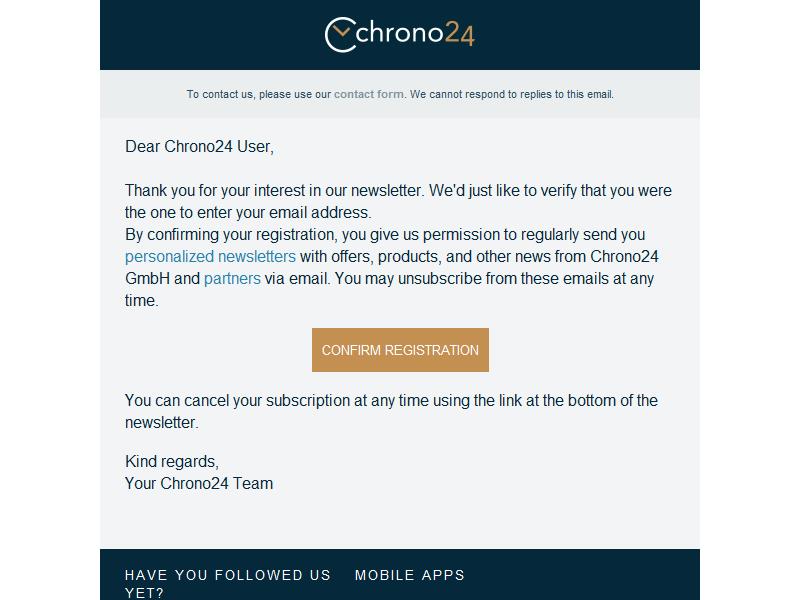 chrono24
To contact us, please use our contact form. We cannot respond to replies to this email.
Dear Chrono24 User,
Thank you for your interest in our newsletter. We'd just like to verify that you were
the one to enter your email address.
By confirming your registration, you give us permission to regularly send you
personalized newsletters with offers, products, and other news from Chrono24
GmbH and partners via email. You may unsubscribe from these emails at any
time.
CONFIRM REGISTRATION
You can cancel your subscription at any time using the link at the bottom of the
newsletter.
Kind regards,
Your Chrono24 Team
HAVE YOU FOLLOWED US
YET?
MOBILE APPS